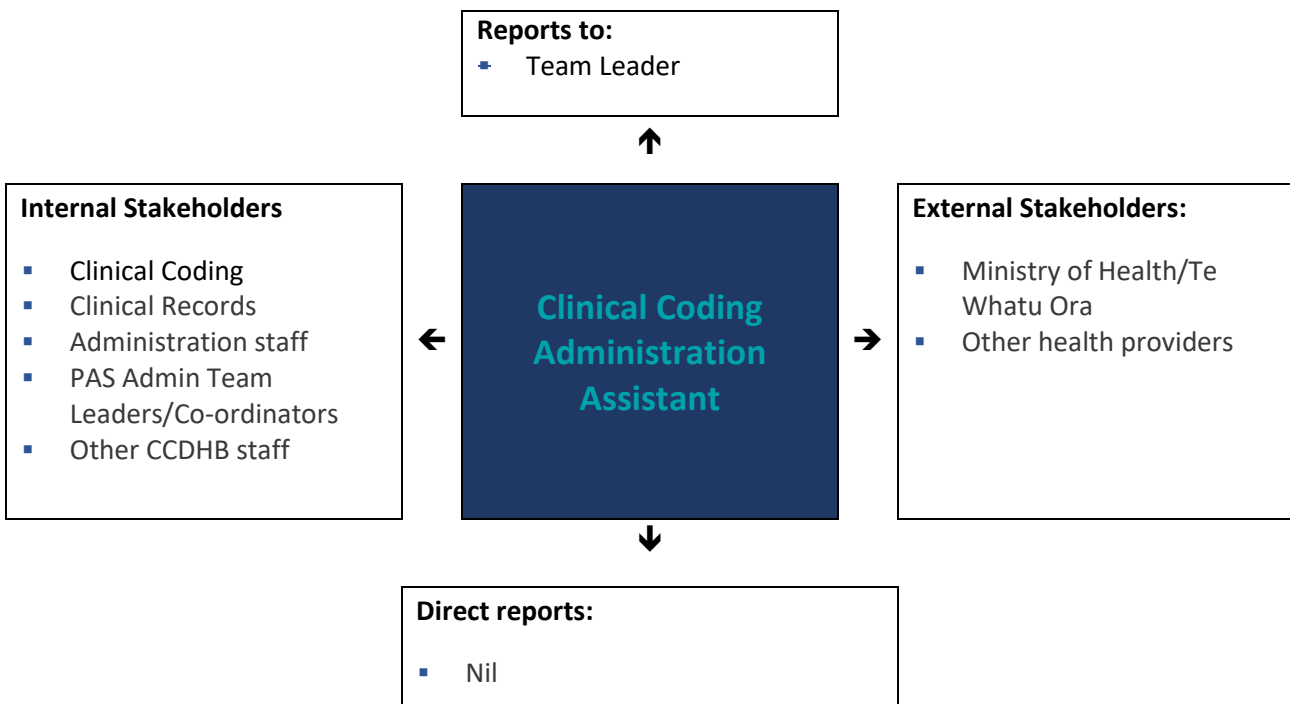 Reports to:
Team Leader
Internal Stakeholders
Clinical Coding
Clinical Records
Administration staff
PAS Admin Team
Leaders/Co-ordinators
Other CCDHB staff
Clinical Coding
Administration
Assistant
External Stakeholders:
Ministry of Health/Te
Whatu Ora
Other health providers
Direct reports:
Nil